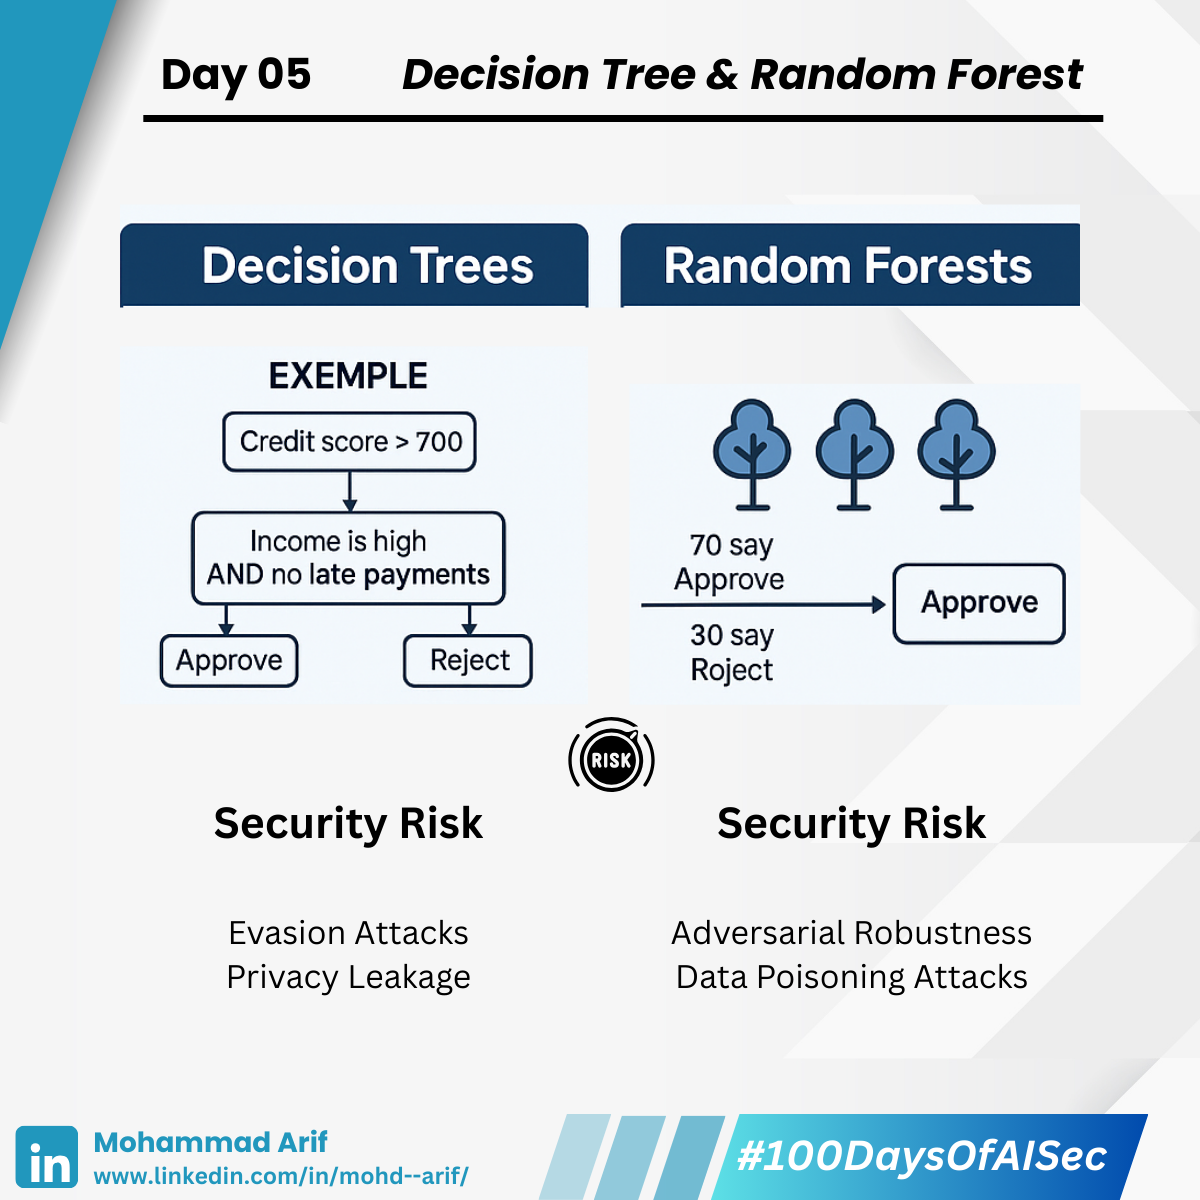 Day 05
Decision Tree & Random Forest
Decision Trees
EXEMPLE
Credit score > 700
Income is high
AND no late payments
Approve
Reject
Random Forests
70 say
Approve
30 say
Roject
Approve
RISK
Security Risk
Evasion Attacks
Privacy Leakage
Security Risk
Adversarial Robustness
Data Poisoning Attacks
in
Mohammad Arif
www.linkedin.com/in/mohd--arif/
#100DaysOfAISec